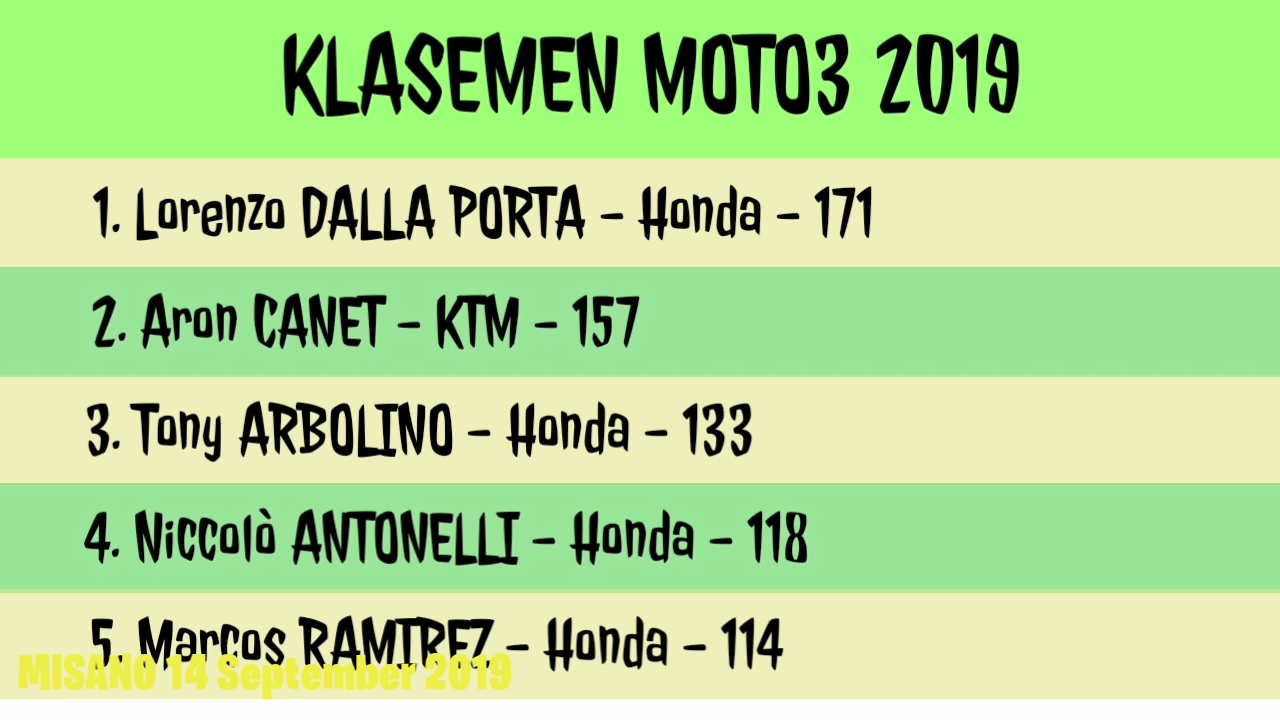 KLASEMEN MOTO3 2019
1. Lorenzo DALLA PORTA - Honda - 171
2. Aron CANET - KTM - 157
3. Tony ARBOLINO - Honda - 133
4. Niccolò ANTONELLI - Honda - 118
5. Marcos RAMIREZ - Honda - 114
MISANO 14 September 2019